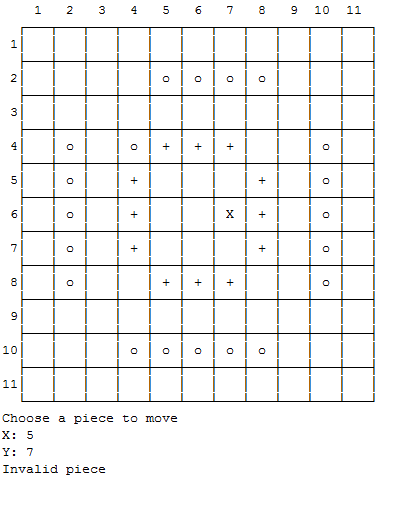 1 2 3 4 5 6 7 8 9 10 11
1
2 o o o o
3
4 o o + + + o
5 o + + o
6 o + X + o
7 o + + o
8 o + + + o
9
10 o o o o o
11
Choose a piece to move
X: 5
Y: 7
Invalid piece